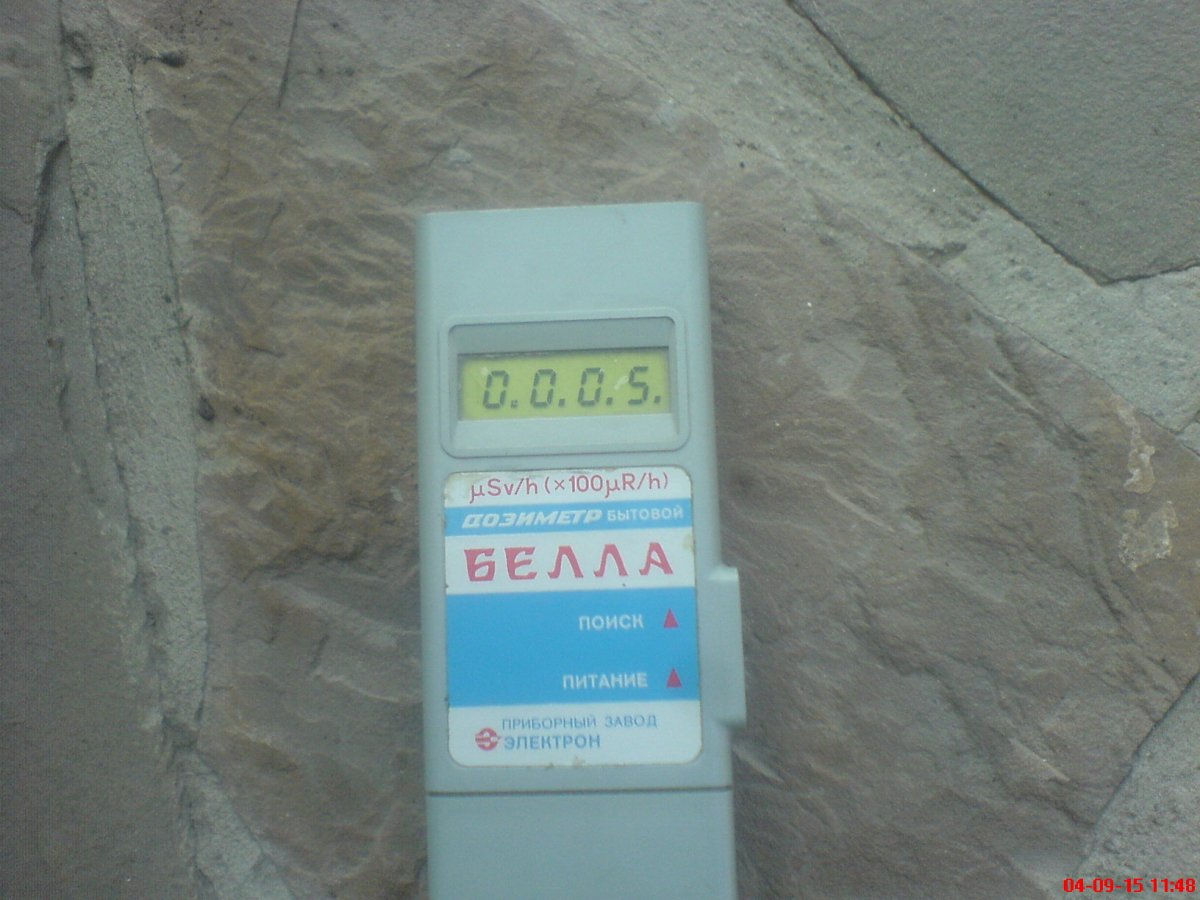 0.0.0.5.
µSv/h (×100µR/h)
ДОЗИМЕТР БЫТОВОЙ
БЕЛЛА
ПОИСК
ПИТАНИЕ
ПРИБОРНЫЙ ЗАВОД
ЭЛЕКТРОН
04-09-15 11:48